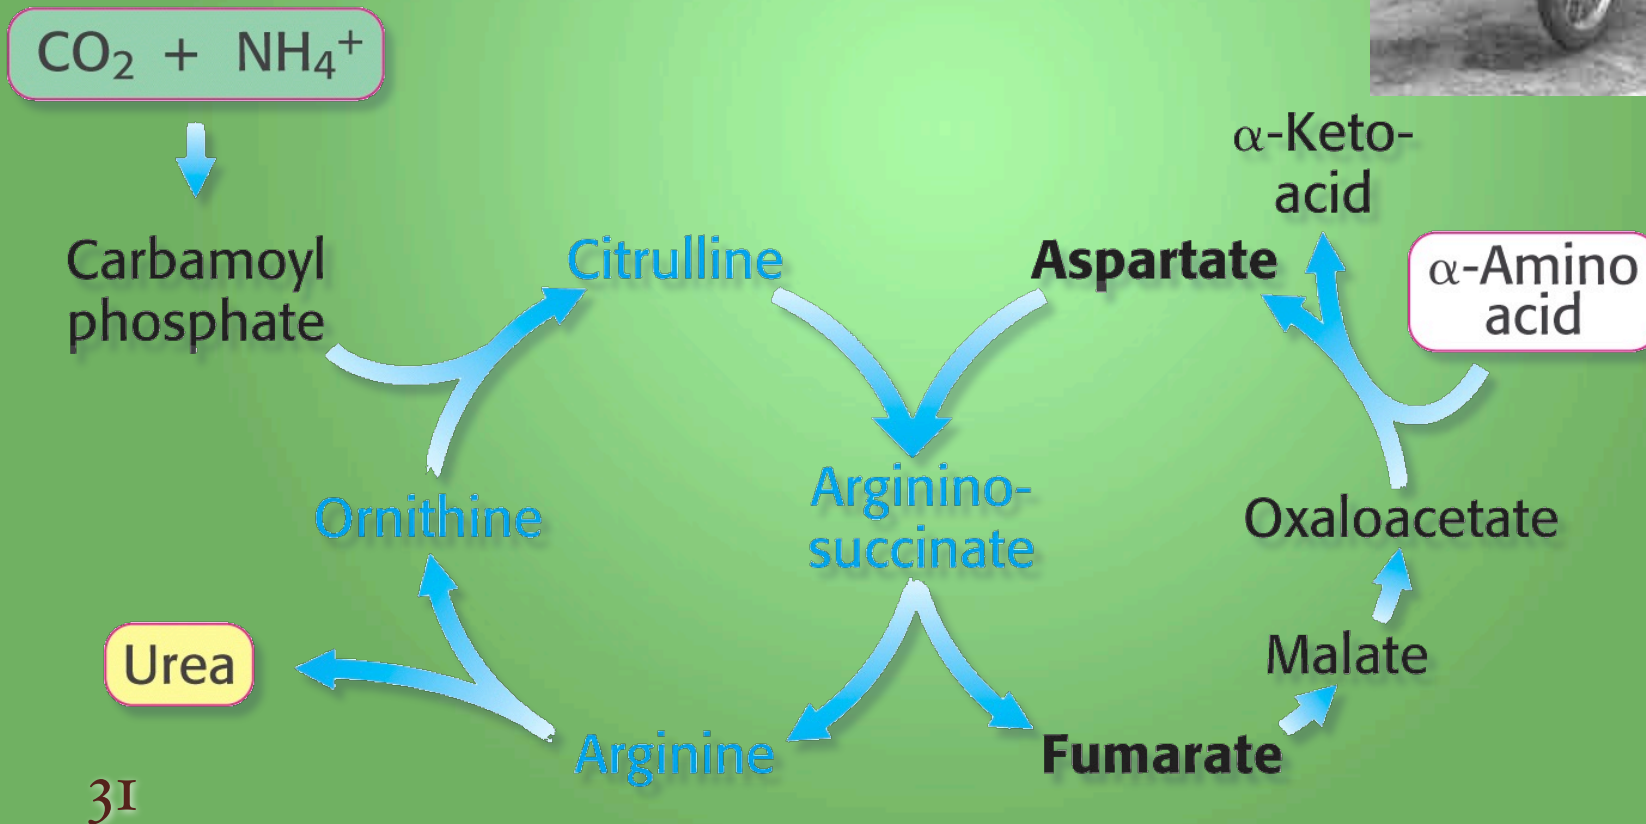 CO₂ + NH₄⁺
α-Keto-
acid
Carbamoyl
phosphate
Citrulline
Aspartate
α-Amino
acid
Arginino-
succinate
Ornithine
Oxaloacetate
Urea
Malate
Arginine
Fumarate
31